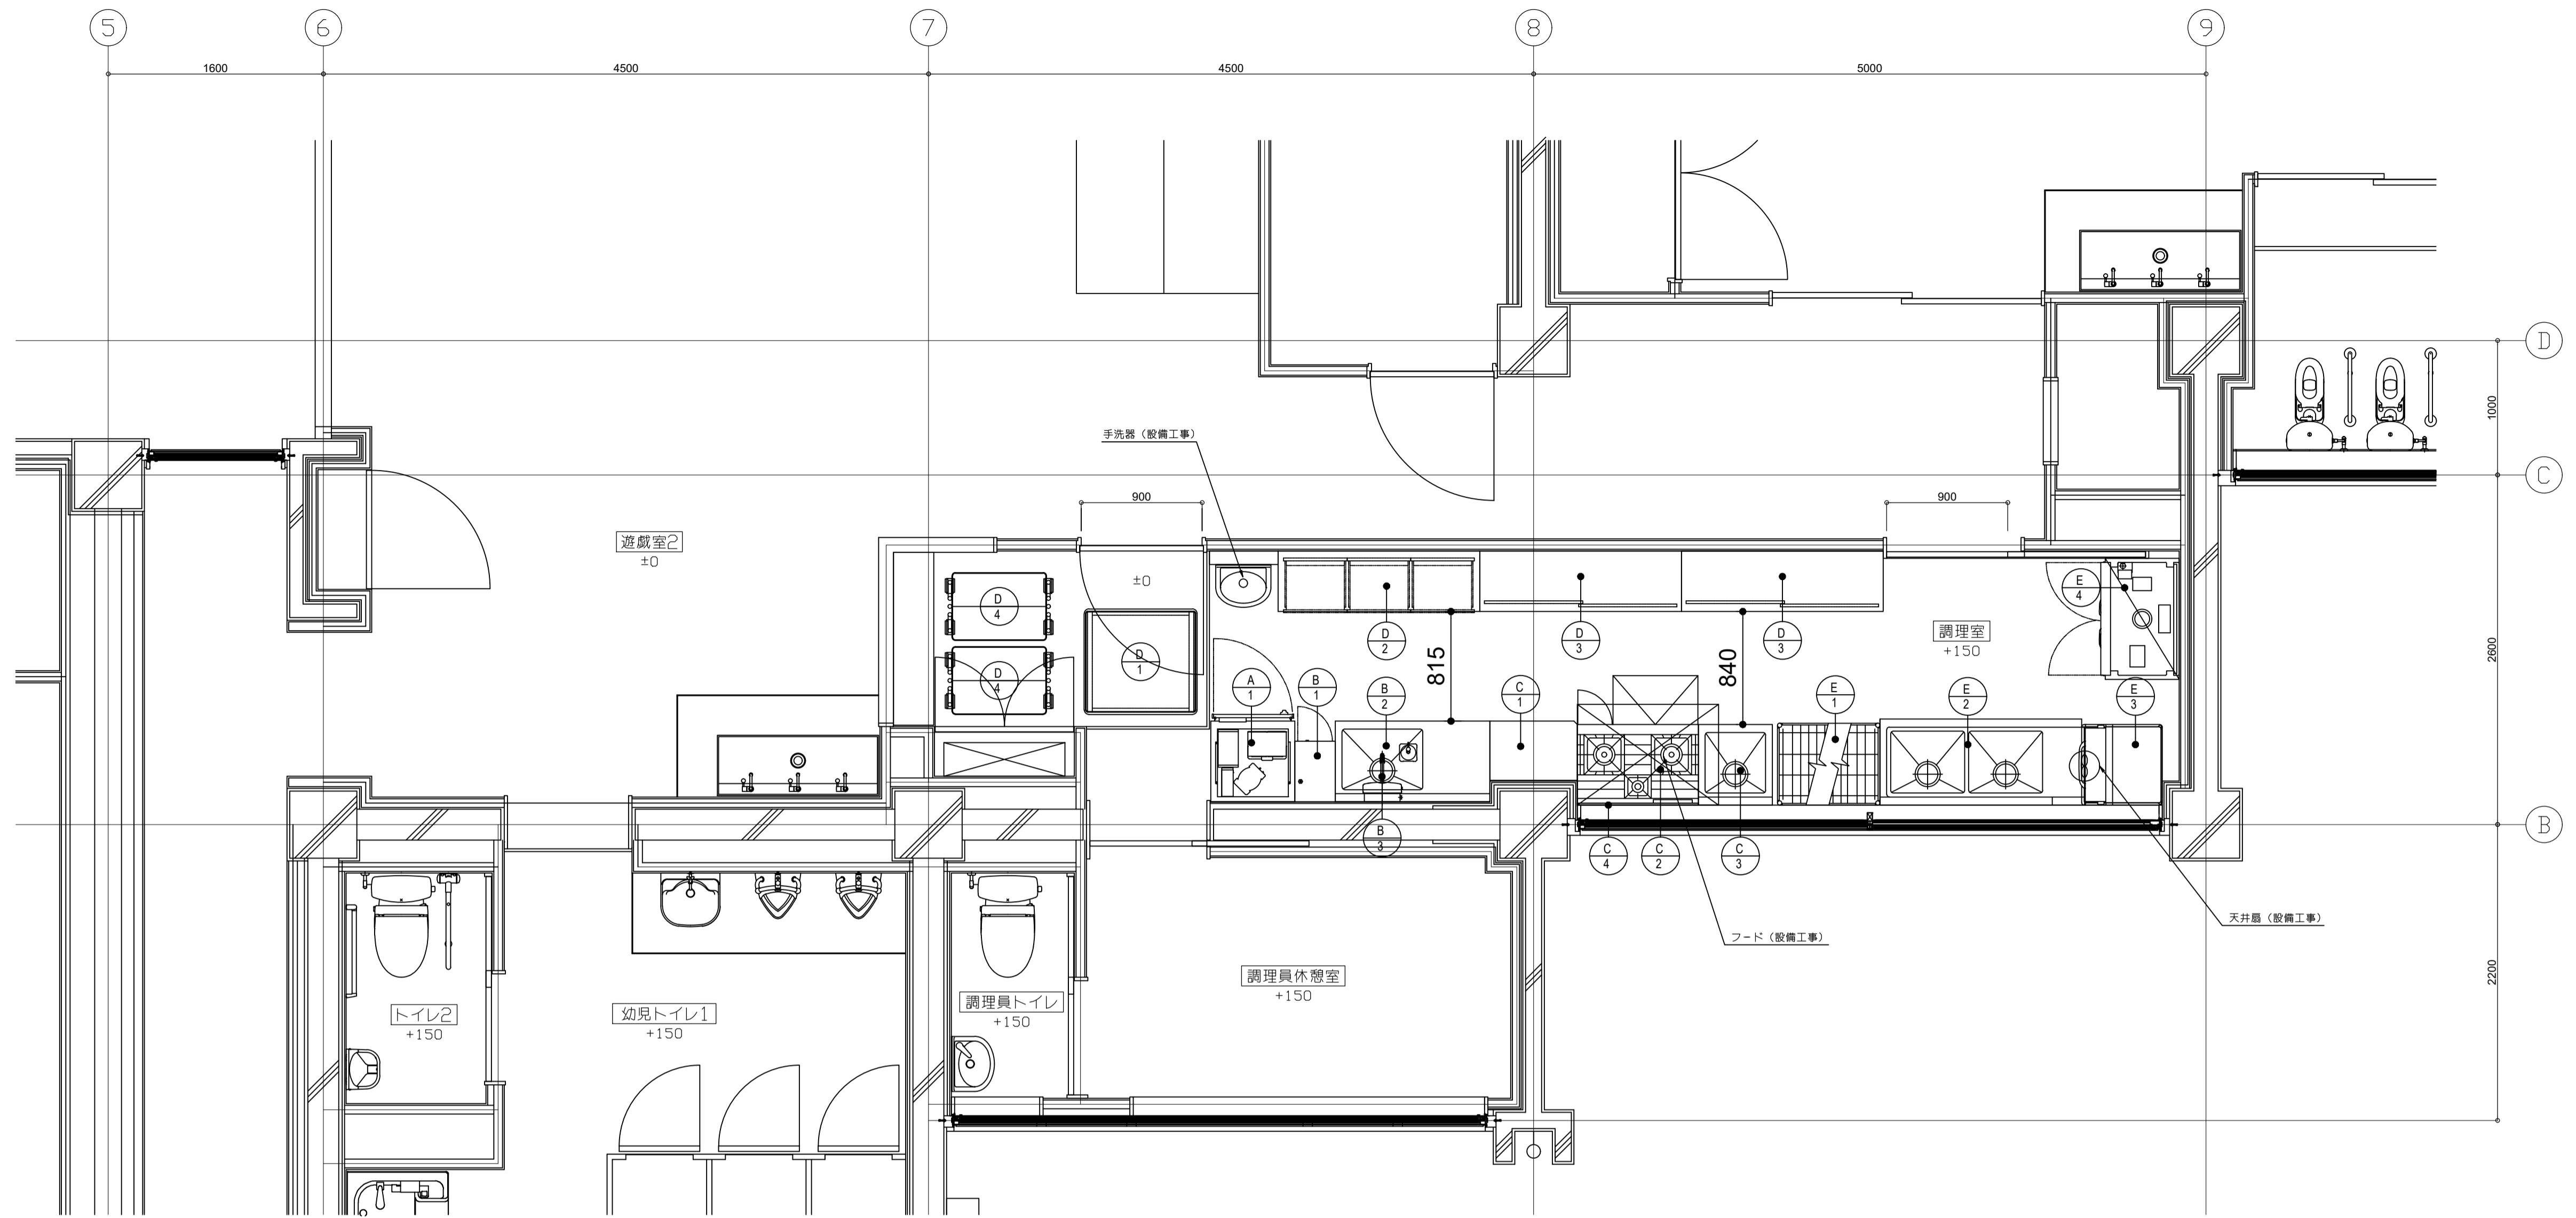 5
6
7
8
9
1600
4500
4500
5000
D
1000
手洗器（設備工事）
C
900
900
遊戯室2
±0
±0
D
4
D
4
D
1
D
2
D
3
D
3
調理室
+150
E
4
2600
815
840
A
1
B
1
B
2
C
1
E
1
E
2
E
3
B
B
3
C
4
C
2
C
3
天井扇（設備工事）
フード（設備工事）
調理員休憩室
+150
2200
調理員トイレ
+150
トイレ2
+150
幼児トイレ1
+150